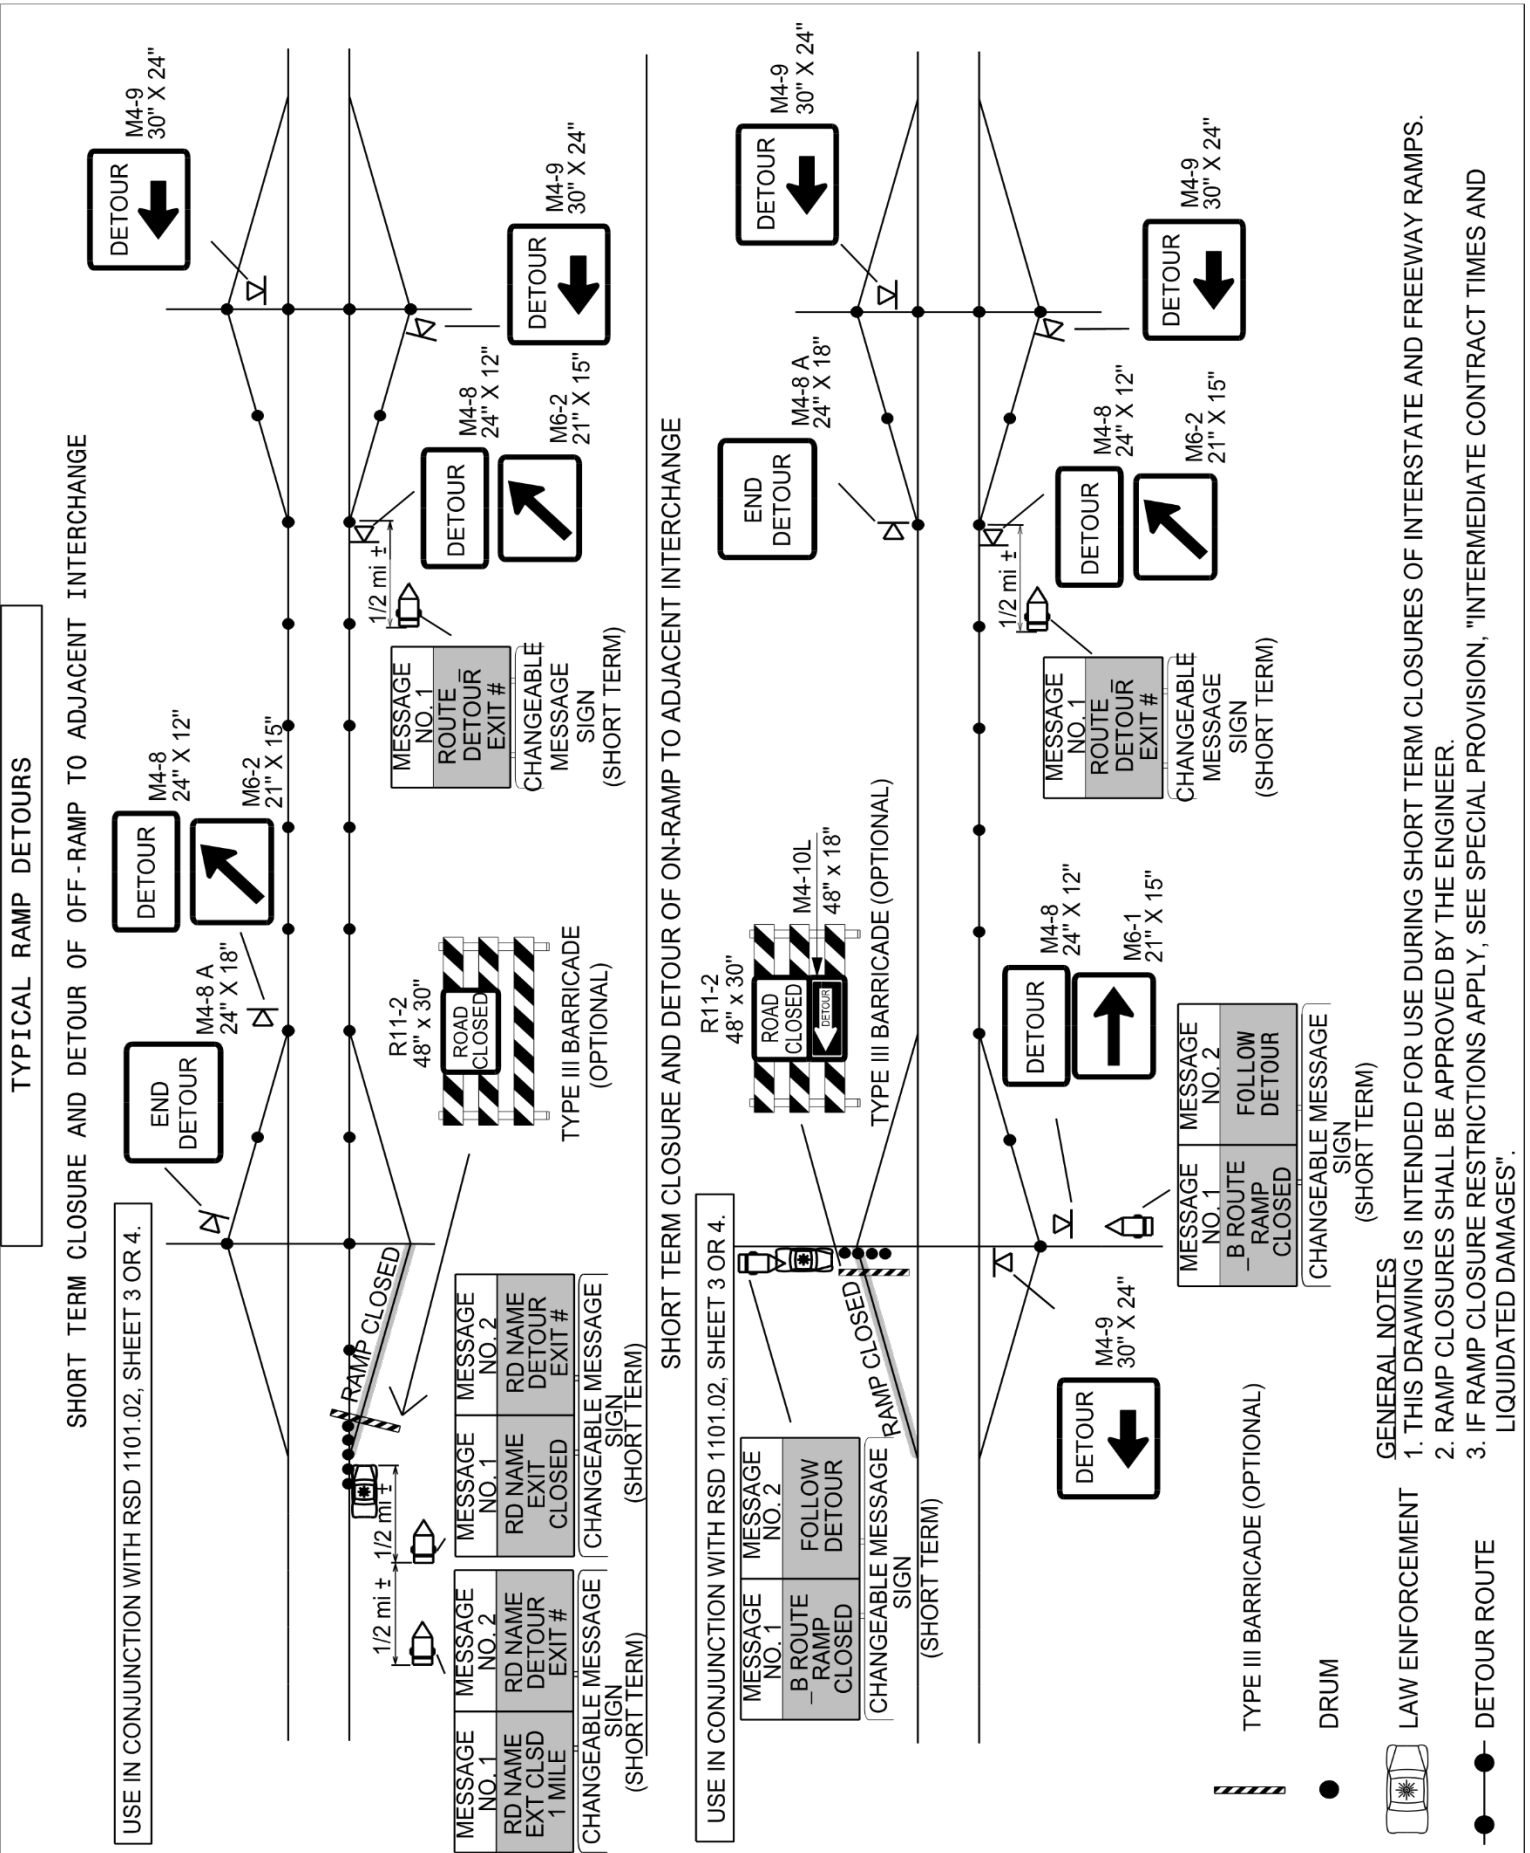 TYPICAL RAMP DETOURS
SHORT TERM CLOSURE AND DETOUR OF OFF-RAMP TO ADJACENT INTERCHANGE
USE IN CONJUNCTION WITH RSD 1101.02, SHEET 3 OR 4.
END
DETOUR
M4-8 A
24" X 18"
DETOUR
M4-8
24" X 12"
M6-2
21" X 15"
DETOUR
M4-9
30" X 24"
RAMP CLOSED
1/2 mi ±
1/2 mi ±
MESSAGE
NO. 1
RD NAME
EXT CLSD
1 MILE
MESSAGE
NO. 2
RD NAME
DETOUR
EXIT #
CHANGEABLE MESSAGE
SIGN
(SHORT TERM)
MESSAGE
NO. 1
RD NAME
EXIT
CLOSED
MESSAGE
NO. 2
RD NAME
DETOUR
EXIT #
CHANGEABLE MESSAGE
SIGN
(SHORT TERM)
R11-2
48" x 30"
ROAD
CLOSED
TYPE III BARRICADE
(OPTIONAL)
1/2 mi ±
MESSAGE
NO. 1
ROUTE _
DETOUR
EXIT #
CHANGEABLE
MESSAGE
SIGN
(SHORT TERM)
DETOUR
M4-8
24" X 12"
M6-2
21" X 15"
DETOUR
M4-9
30" X 24"
SHORT TERM CLOSURE AND DETOUR OF ON-RAMP TO ADJACENT INTERCHANGE
USE IN CONJUNCTION WITH RSD 1101.02, SHEET 3 OR 4.
MESSAGE
NO. 1
_B ROUTE
RAMP
CLOSED
MESSAGE
NO. 2
FOLLOW
DETOUR
CHANGEABLE MESSAGE
SIGN
(SHORT TERM)
RAMP CLOSED
R11-2
48" x 30"
ROAD
CLOSED
DETOUR
M4-10L
48" x 18"
TYPE III BARRICADE (OPTIONAL)
END
DETOUR
M4-8 A
24" X 18"
DETOUR
M4-9
30" X 24"
DETOUR
M4-9
30" X 24"
MESSAGE
NO. 1
_B ROUTE
RAMP
CLOSED
MESSAGE
NO. 2
FOLLOW
DETOUR
CHANGEABLE MESSAGE
SIGN
(SHORT TERM)
DETOUR
M4-8
24" X 12"
M6-1
21" X 15"
1/2 mi ±
MESSAGE
NO. 1
ROUTE _
DETOUR
EXIT #
CHANGEABLE
MESSAGE
SIGN
(SHORT TERM)
DETOUR
M4-8
24" X 12"
M6-2
21" X 15"
DETOUR
M4-9
30" X 24"
TYPE III BARRICADE (OPTIONAL)
DRUM
LAW ENFORCEMENT
DETOUR ROUTE
GENERAL NOTES
1. THIS DRAWING IS INTENDED FOR USE DURING SHORT TERM CLOSURES OF INTERSTATE AND FREEWAY RAMPS.
2. RAMP CLOSURES SHALL BE APPROVED BY THE ENGINEER.
3. IF RAMP CLOSURE RESTRICTIONS APPLY, SEE SPECIAL PROVISION, "INTERMEDIATE CONTRACT TIMES AND
LIQUIDATED DAMAGES".